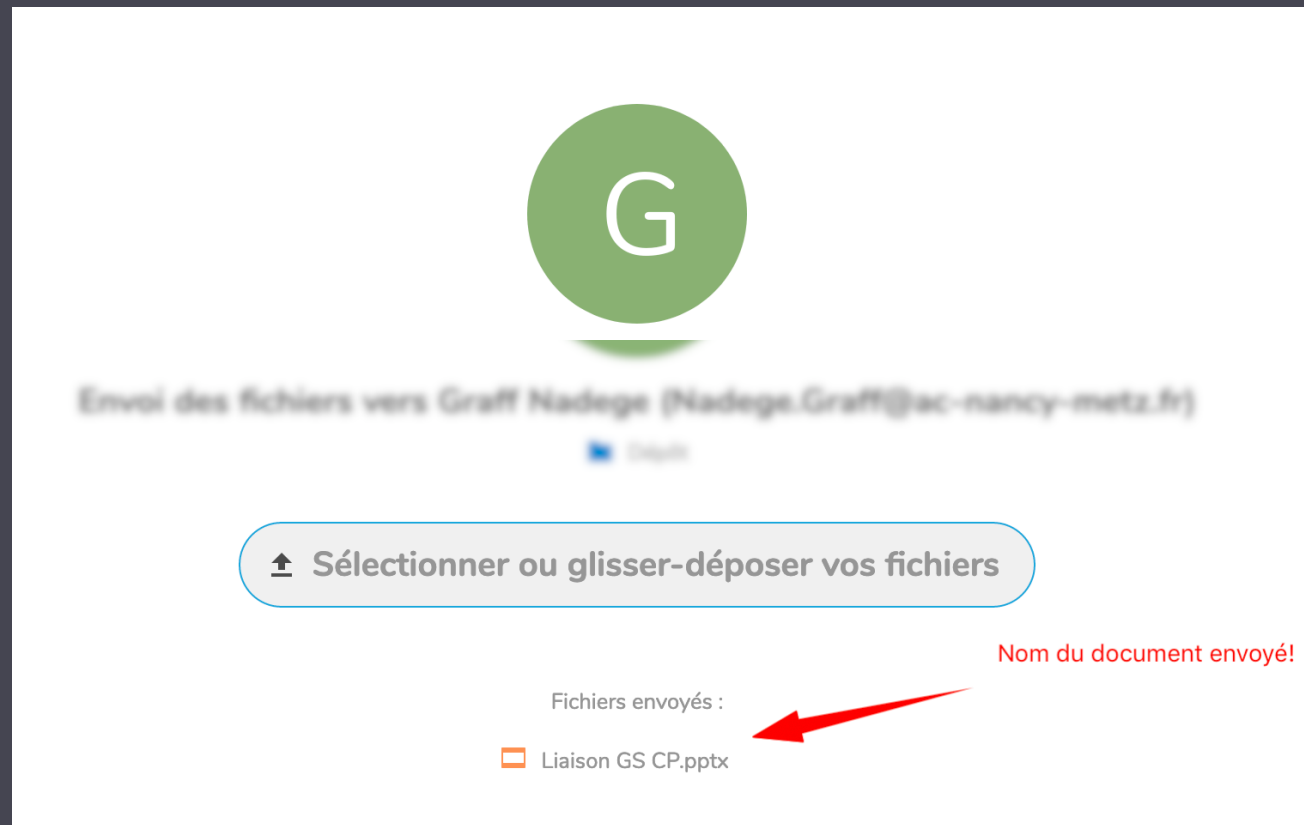 G
Sélectionner ou glisser-déposer vos fichiers
Nom du document envoyé!
Fichiers envoyés :
Liaison GS CP.pptx